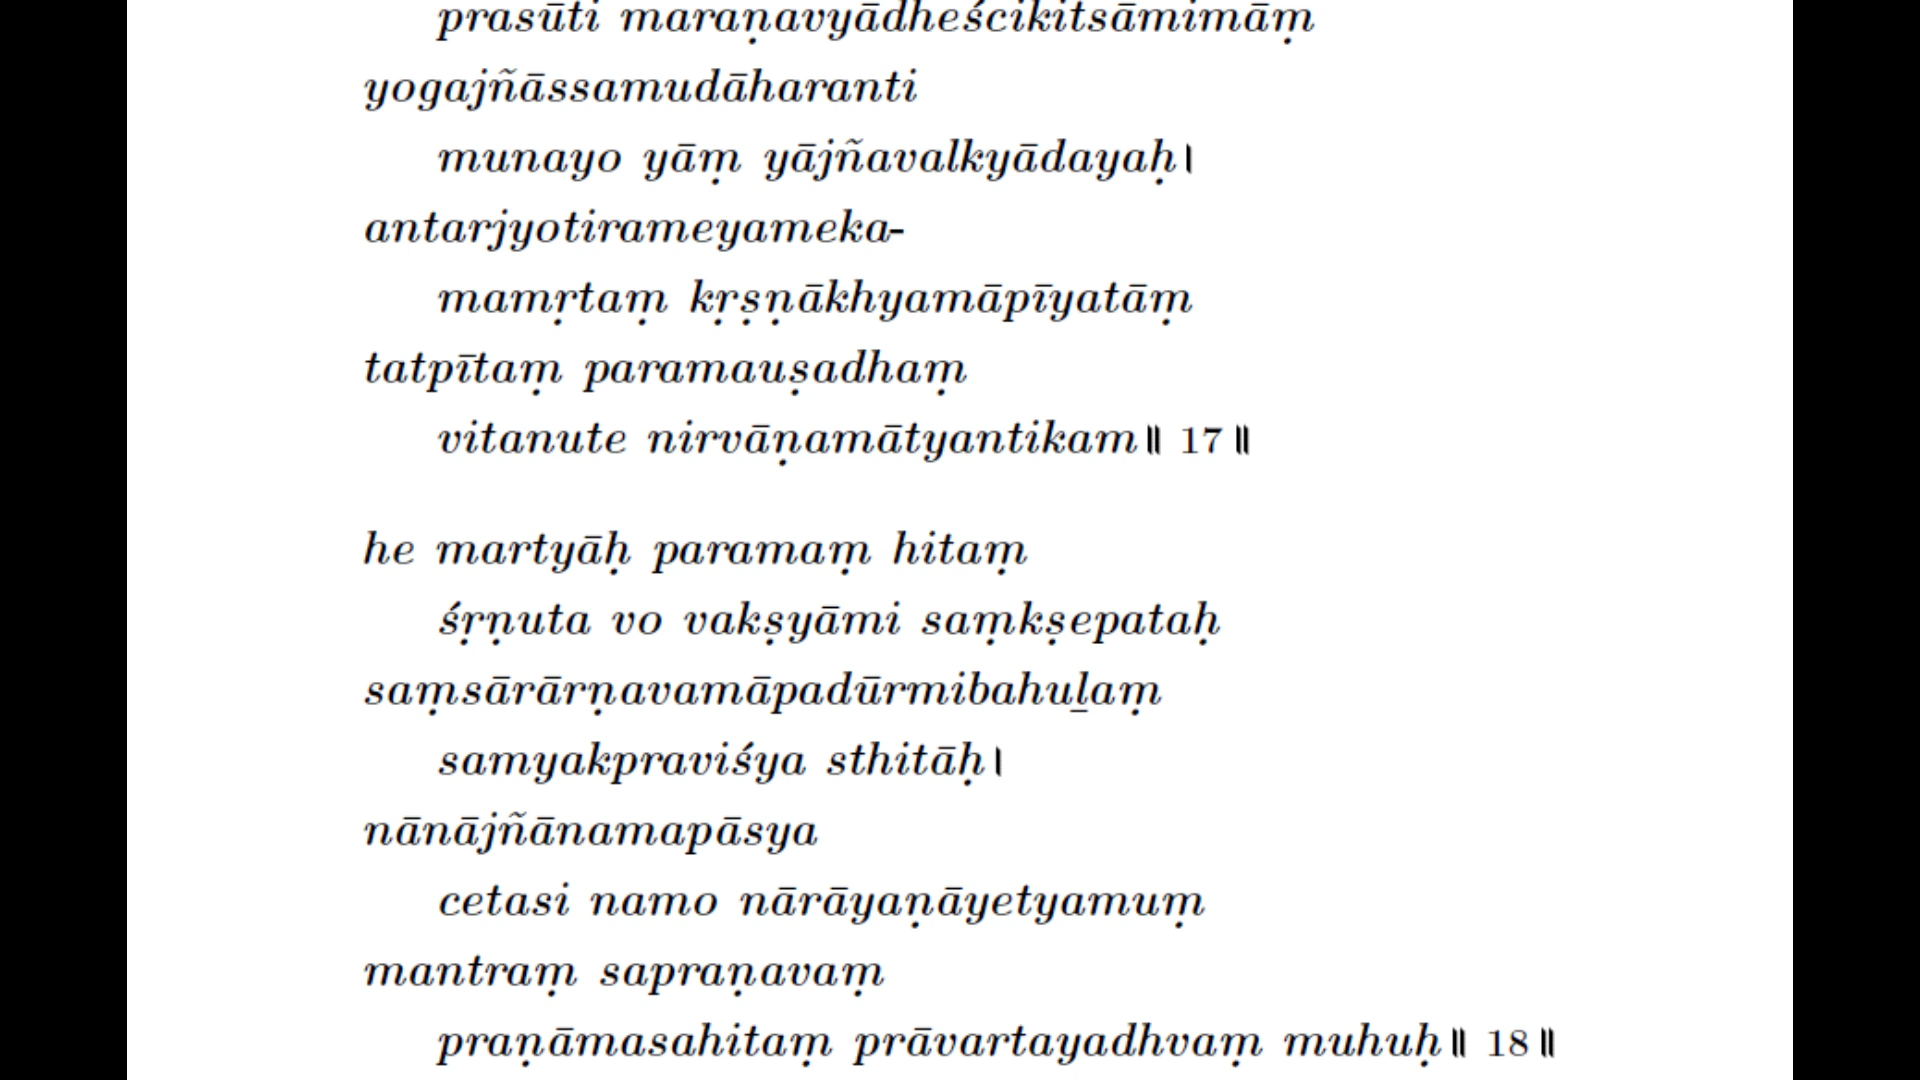 prasūti maraṇavyādheścikitsāmimāṃ
yogajñāssamudāharanti
munayo yāṃ yājñavalkyādayaḥ।
antarjyotirameyameka-
mamṛtaṃ kṛṣṇākhyamāpīyatāṃ
tatpītaṃ paramauṣadhaṃ
vitanute nirvāṇamātyantikam॥ 17॥
he martyāḥ paramaṃ hitaṃ
śṛṇuta vo vakṣyāmi saṃkṣepataḥ
saṃsārārṇavamāpadūrmibahuḻaṃ
samyakpraviśya sthitāḥ।
nānājñānamapāsya
cetasi namo nārāyaṇāyetyamuṃ
mantraṃ sapraṇavaṃ
praṇāmasahitaṃ prāvartayadhvaṃ muhuḥ॥ 18॥